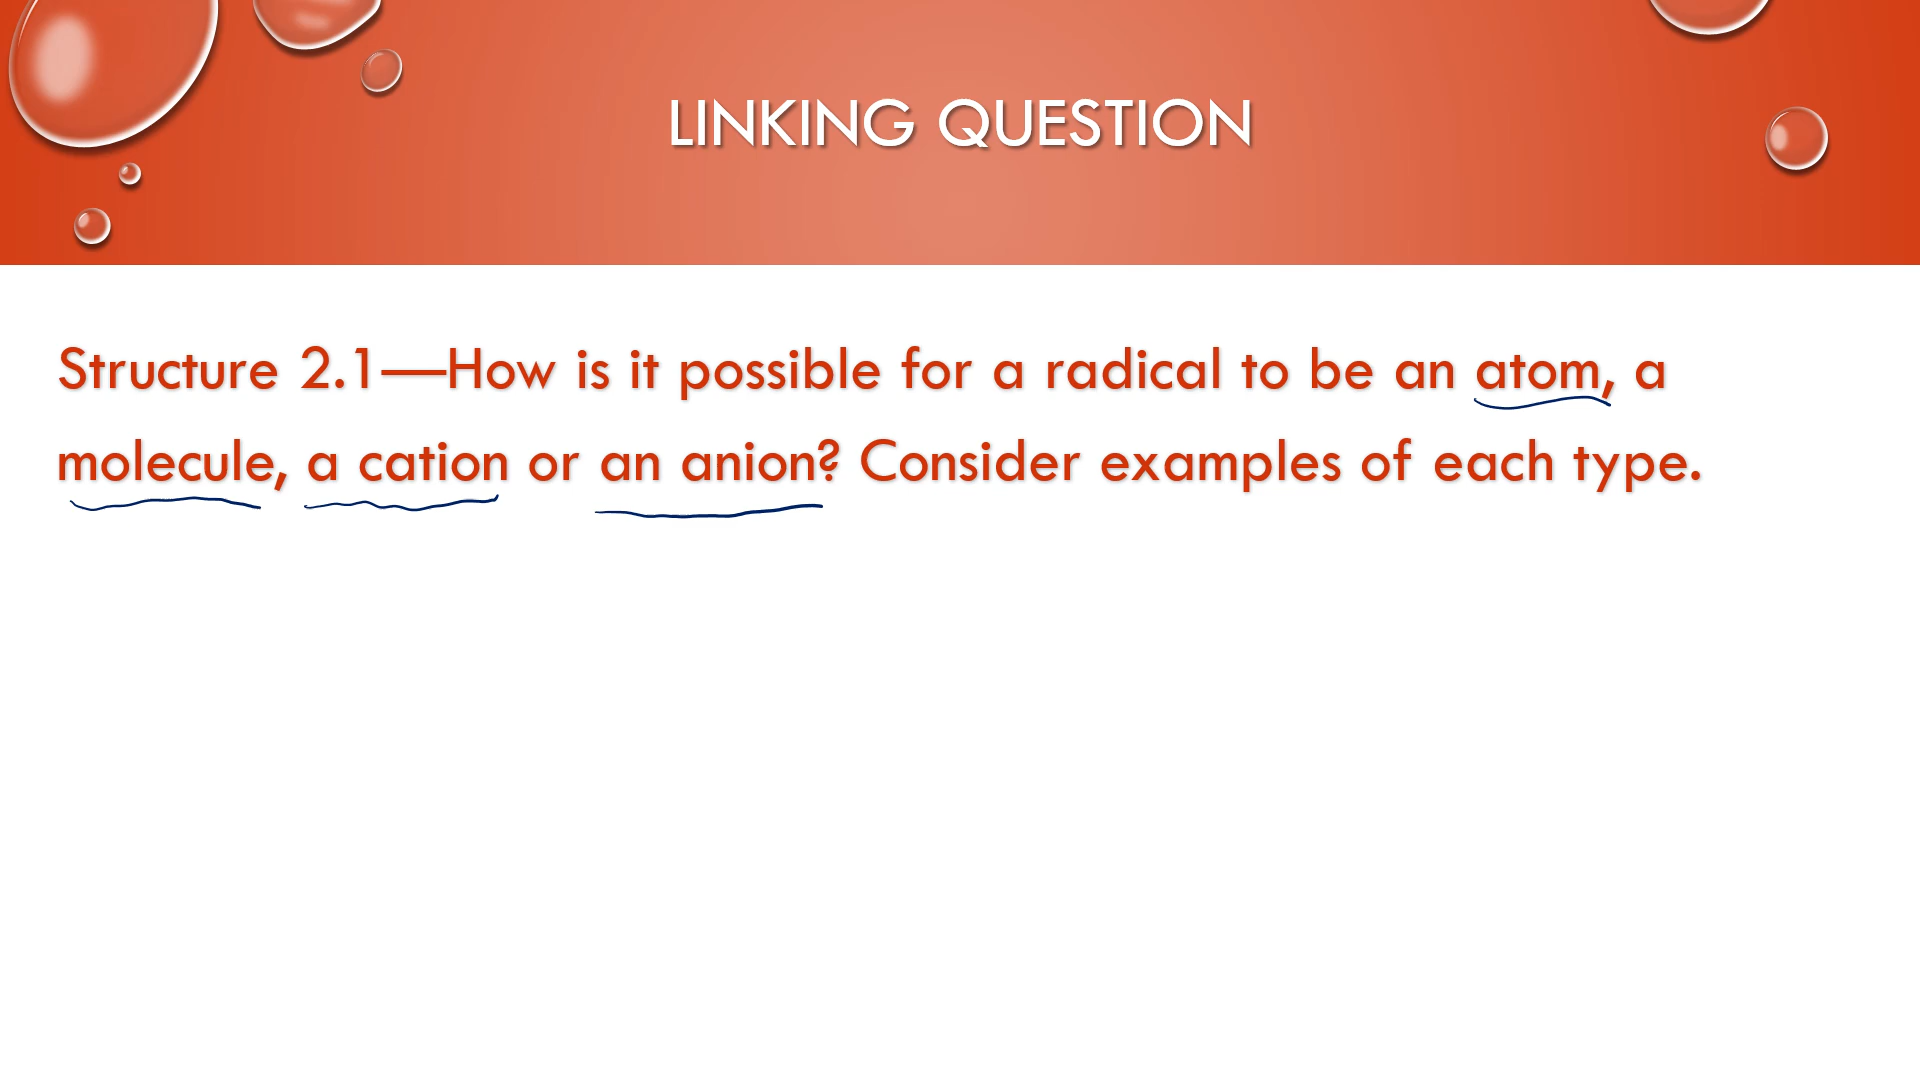 LINKING QUESTION
Structure 2.1—How is it possible for a radical to be an atom, a
molecule, a cation or an anion? Consider examples of each type.